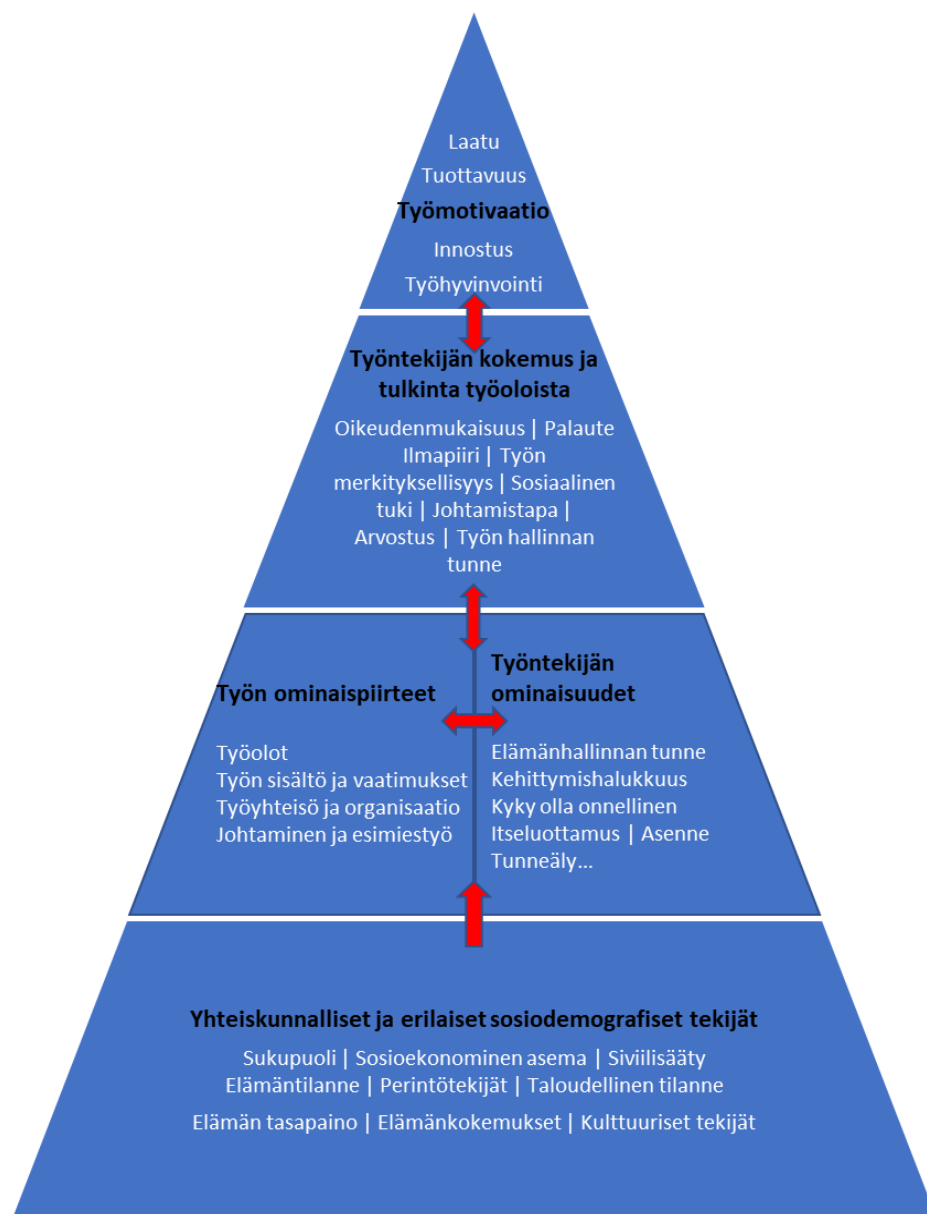 Laatu
Tuottavuus
Työmotivaatio
Innostus
Työhyvinvointi
Työntekijän kokemus ja
tulkinta työoloista
Oikeudenmukaisuus | Palaute
Ilmapiiri | Työn
merkityksellisyys | Sosiaalinen
tuki | Johtamistapa |
Arvostus | Työn hallinnan
tunne
Työn ominaispiirteet
Työolot
Työn sisältö ja vaatimukset
Työyhteisö ja organisaatio
Johtaminen ja esimiestyö
Työntekijän
ominaisuudet
Elämänhallinnan tunne
Kehittymishalukkuus
Kyky olla onnellinen
Itseluottamus | Asenne
Tunneäly...
Yhteiskunnalliset ja erilaiset sosiodemografiset tekijät
Sukupuoli | Sosioekonominen asema | Siviilisääty
Elämäntilanne | Perintötekijät | Taloudellinen tilanne
Elämän tasapaino | Elämänkokemukset | Kulttuuriset tekijät